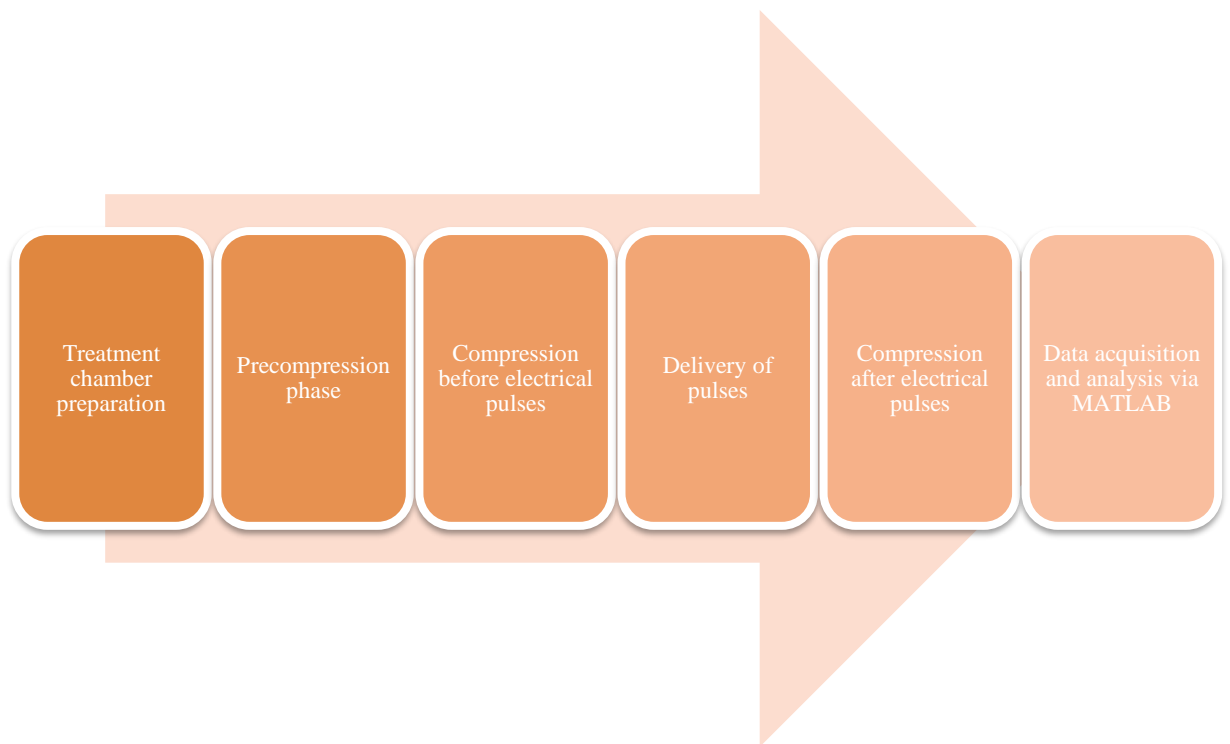 Treatment
chamber
preparation
Precompression
phase
Compression
before electrical
pulses
Delivery of
pulses
Compression
after electrical
pulses
Data acquisition
and analysis via
MATLAB